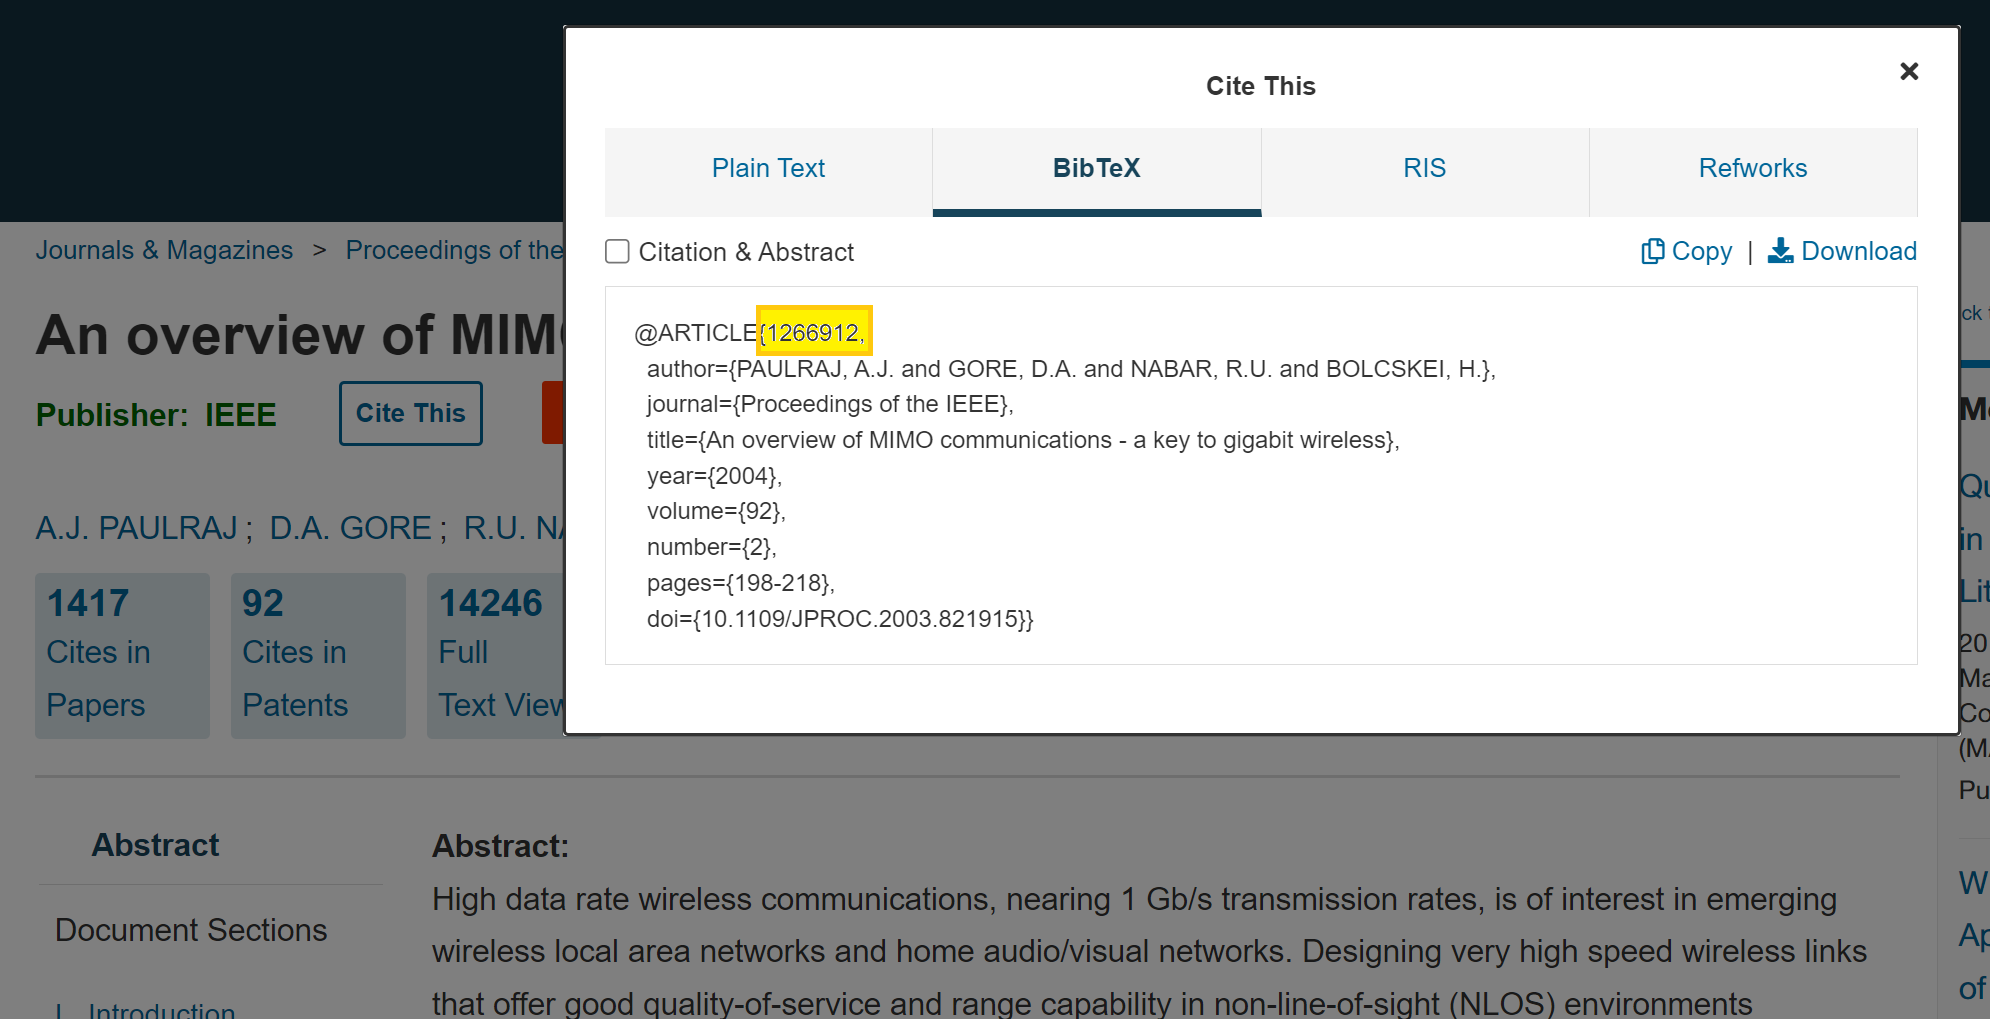 Cite This
Plain Text
BibTeX
RIS
Refworks
Citation & Abstract
Copy | Download
@ARTICLE{1266912,
author={PAULRAJ, A.J. and GORE, D.A. and NABAR, R.U. and BOLCSKEI, H.},
journal={Proceedings of the IEEE},
title={An overview of MIMO communications - a key to gigabit wireless},
year={2004},
volume={92},
number={2},
pages={198-218},
doi={10.1109/JPROC.2003.821915}}
Journals & Magazines > Proceedings of the
An overview of MIM
Publisher: IEEE
Cite This
A.J. PAULRAJ ; D.A. GORE ; R.U.
1417
Cites in
Papers
92
Cites in
Patents
14246
Full
Text View
Abstract
Document Sections
I. Introduction
Abstract:
High data rate wireless communications, nearing 1 Gb/s transmission rates, is of interest in emerging
wireless local area networks and home audio/visual networks. Designing very high speed wireless links
that offer good quality-of-service and range capability in non-line-of-sight (NLOS) environments
ck
in
20
Pu
of